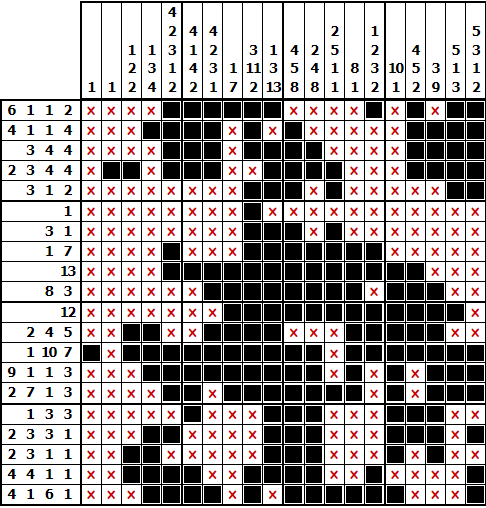 4
2 4 4 2 1 5
1 1 3 1 2 3 1 4 2 5 2 4 5 3
2 3 1 4 3 1 11 3 5 4 1 8 3 10 5 3 1 1
1 1 2 4 2 2 1 7 2 13 8 8 1 1 2 1 2 9 3 2
6 1 1 2
4 1 1 4
3 4 4
2 3 4 4
3 1 2
1
3 1
1 7
13
8 3
12
2 4 5
1 10 7
9 1 1 3
2 7 1 3
1 3 3
2 3 3 1
2 3 1 1
4 4 1 1
4 1 6 1